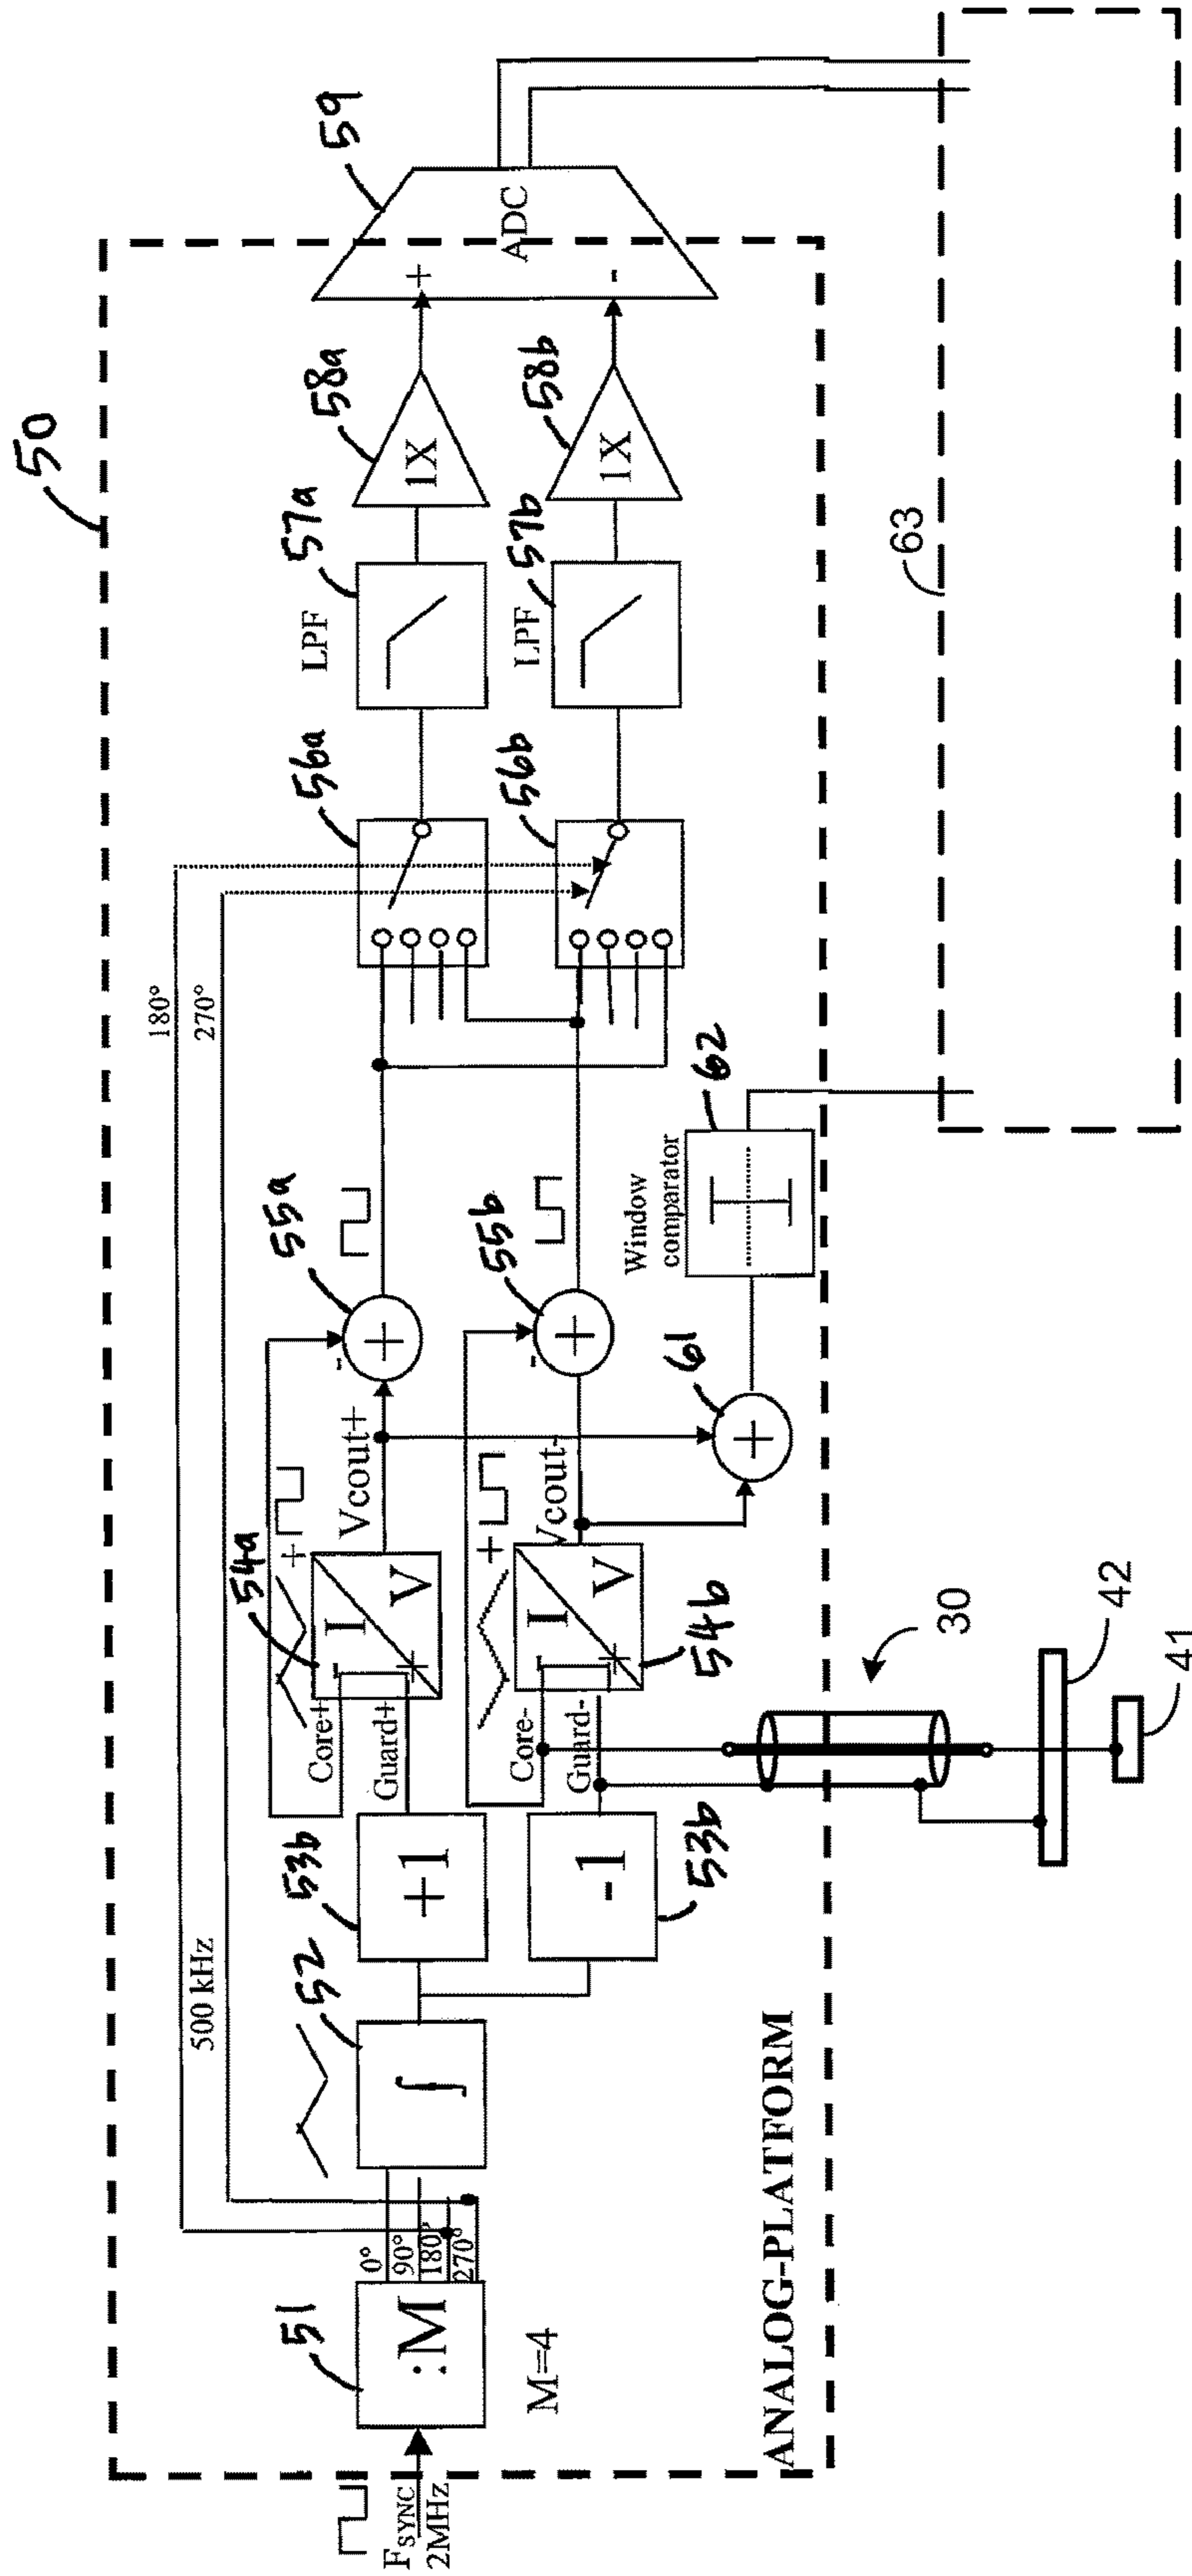 50
500 kHz
180°
270°
F_SYNC
2MHz
51
:M
M=4
0°
90°
180°
270°
52
∫
53b
+1
53b
-1
Core+
Guard+
54a
I
V
-
+
+
Vcout+
Core-
Guard-
54b
I
V
-
+
+
Vcout-
55a
+
-
55b
+
-
61
+
Window
comparator
62
56a
56b
LPF
57a
LPF
57b
58a
1X
58b
1X
59
+
-
ADC
63
30
42
41
ANALOG-PLATFORM